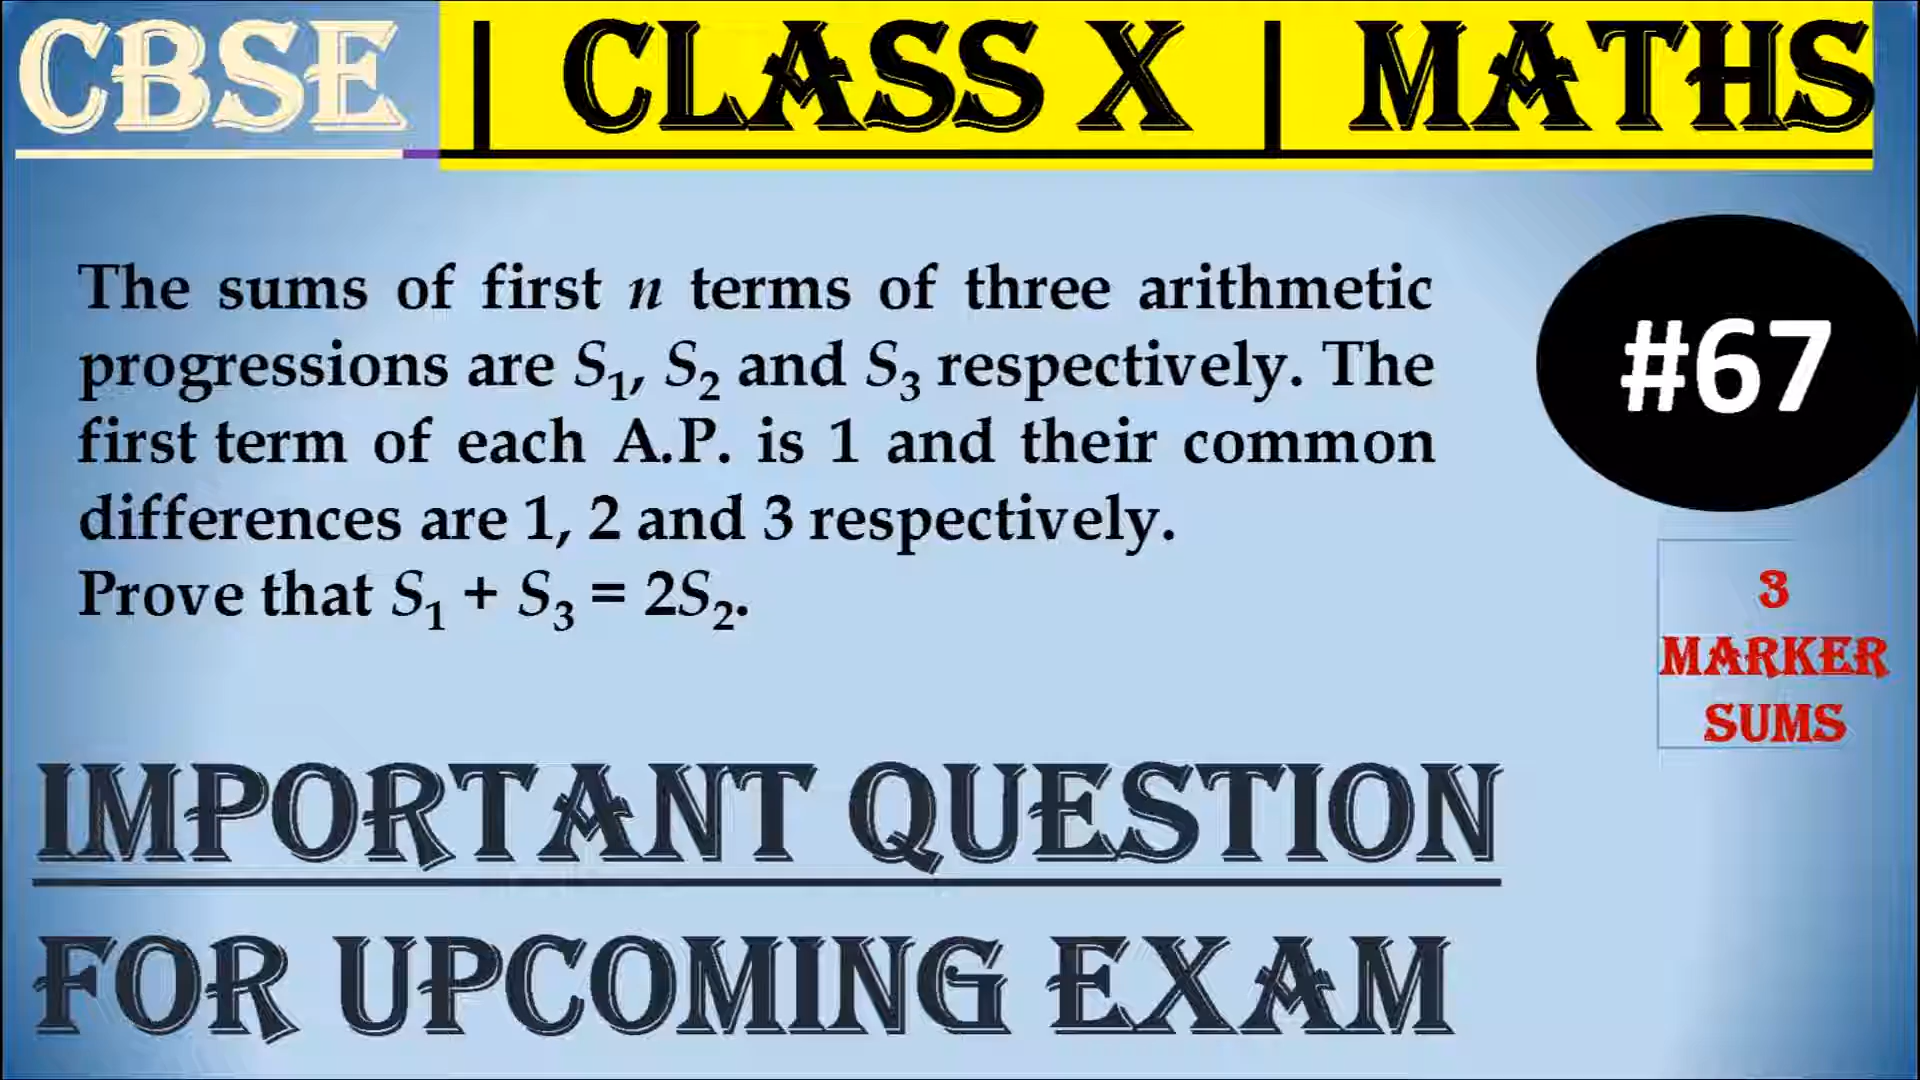 CBSE | CLASS X | MATHS
The sums of first n terms of three arithmetic
progressions are S₁, S₂ and S₃ respectively. The
first term of each A.P. is 1 and their common
differences are 1, 2 and 3 respectively.
Prove that S₁ + S₃ = 2S₂.
#67
3
MARKER
SUMS
IMPORTANT QUESTION
FOR UPCOMING EXAM